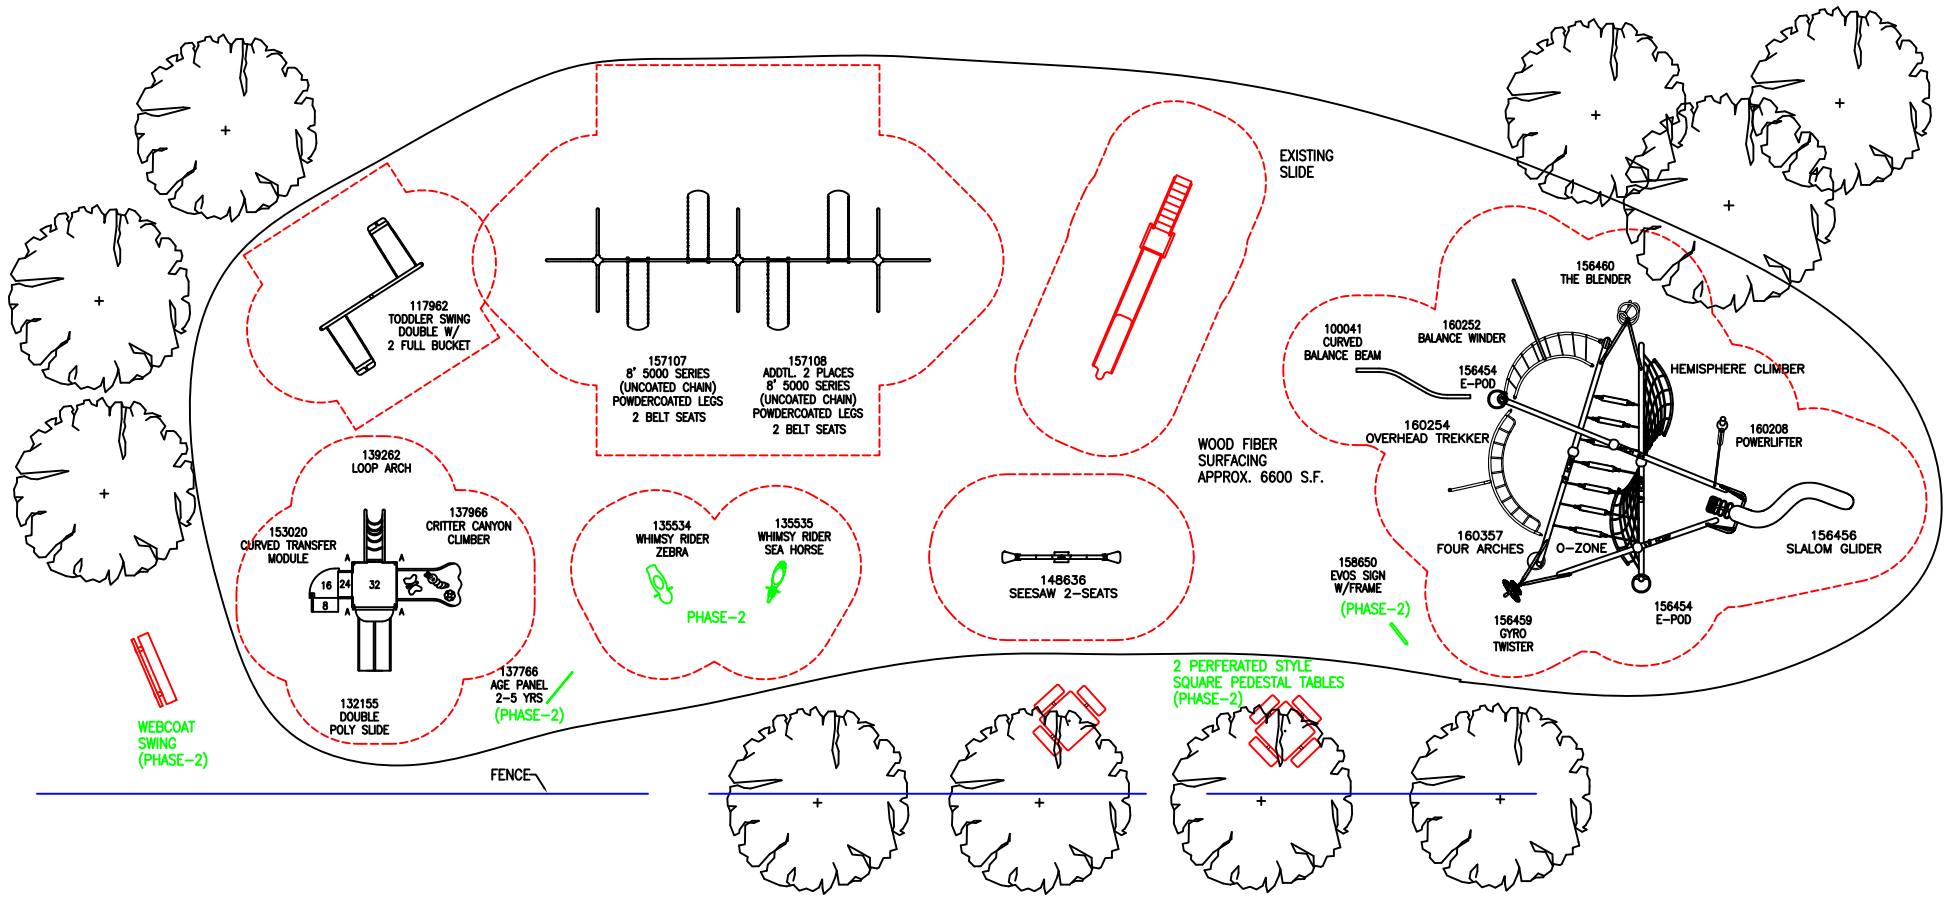 EXISTING
SLIDE
117962
TODDLER SWING
DOUBLE W/
2 FULL BUCKET
157107
8' 5000 SERIES
(UNCOATED CHAIN)
POWDERCOATED LEGS
2 BELT SEATS
157108
ADDTL. 2 PLACES
8' 5000 SERIES
(UNCOATED CHAIN)
POWDERCOATED LEGS
2 BELT SEATS
156460
THE BLENDER
100041
CURVED
BALANCE BEAM
160252
BALANCE WINDER
156454
E-POD
HEMISPHERE CLIMBER
160254
OVERHEAD TREKKER
160208
POWERLIFTER
WOOD FIBER
SURFACING
APPROX. 6600 S.F.
139262
LOOP ARCH
153020
CURVED TRANSFER
MODULE
137966
CRITTER CANYON
CLIMBER
A
A
16
24
32
8
A
A
135534
WHIMSY RIDER
ZEBRA
135535
WHIMSY RIDER
SEA HORSE
PHASE-2
148636
SEESAW 2-SEATS
160357
FOUR ARCHES
O-ZONE
156456
SLALOM GLIDER
158650
EVOS SIGN
W/FRAME
(PHASE-2)
156459
GYRO
TWISTER
156454
E-POD
137766
AGE PANEL
2-5 YRS
(PHASE-2)
132155
DOUBLE
POLY SLIDE
2 PERFERATED STYLE
SQUARE PEDESTAL TABLES
(PHASE-2)
WEBCOAT
SWING
(PHASE-2)
FENCE